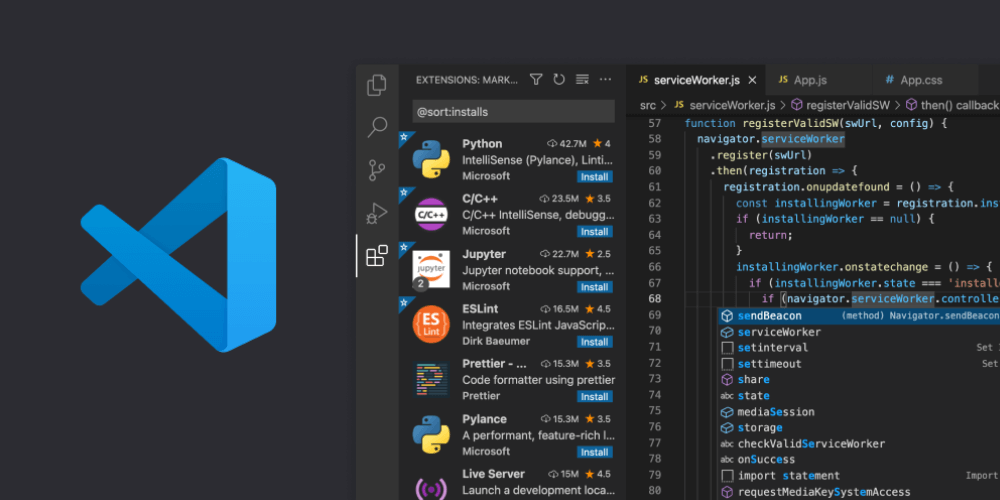 EXTENSIONS: MARK...
@sort:installs
Python 42.7M ★ 4
IntelliSense (Pylance), Linti...
Microsoft Install
C/C++ 23.5M ★ 3.5
C/C++
C/C++ IntelliSense, debugg...
Microsoft Install
Jupyter 22.7M ★ 2.5
jupyter
Jupyter notebook support, ...
2
Microsoft Install
ESLint 16.5M ★ 4.5
ES
Lint
Integrates ESLint JavaScrip...
Dirk Baeumer Install
Prettier - ... 15.3M ★ 3.5
Code formatter using prettier
Prettier Install
Pylance 15.3M ★ 3.5
A performant, feature-rich l...
Microsoft Install
Live Server 15M ★ 4.5
Launch a development loca...
JS serviceWorker.js × JS App.js # App.css
src > JS serviceWorker.js > registerValidSW > then() callback
57 function registerValidSW(swUrl, config) {
58 navigator.serviceWorker
59 .register(swUrl)
60 .then(registration => {
61 registration.onupdatefound = () => {
62 const installingWorker = registration.ins
63 if (installingWorker == null) {
64 return;
65 }
66 installingWorker.onstatechange = () => {
67 if (installingWorker.state === 'installe
68 if (navigator.serviceWorker.controlle
69 sendBeacon (method) Navigator.sendBeacon
70 serviceWorker
71 setinterval Set
72 settimeout Set
73 share
74 abc state
75 mediaSession
76 storage
77 abc checkValidServiceWorker
78 abc onSuccess
79 import statement Import
80 requestMediaKeySystemAccess